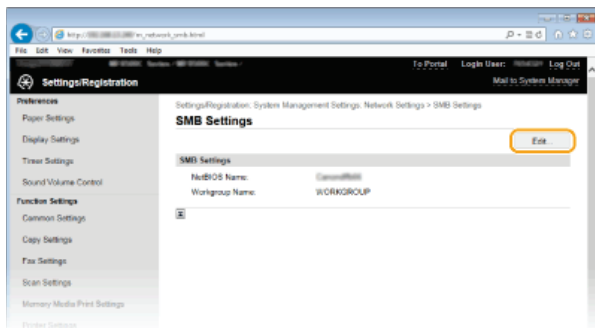 http://
m_network_smb.html
File Edit View Favorites Tools Help
To Portal Login User: Log Out
Settings/Registration
Mail to System Manager
Preferences
Paper Settings
Display Settings
Timer Settings
Sound Volume Control
Function Settings
Common Settings
Copy Settings
Fax Settings
Scan Settings
Memory Media Print Settings
Printer Settings
Settings/Registration: System Management Settings: Network Settings > SMB Settings
SMB Settings
Edit...
SMB Settings
NetBIOS Name:
Workgroup Name: WORKGROUP